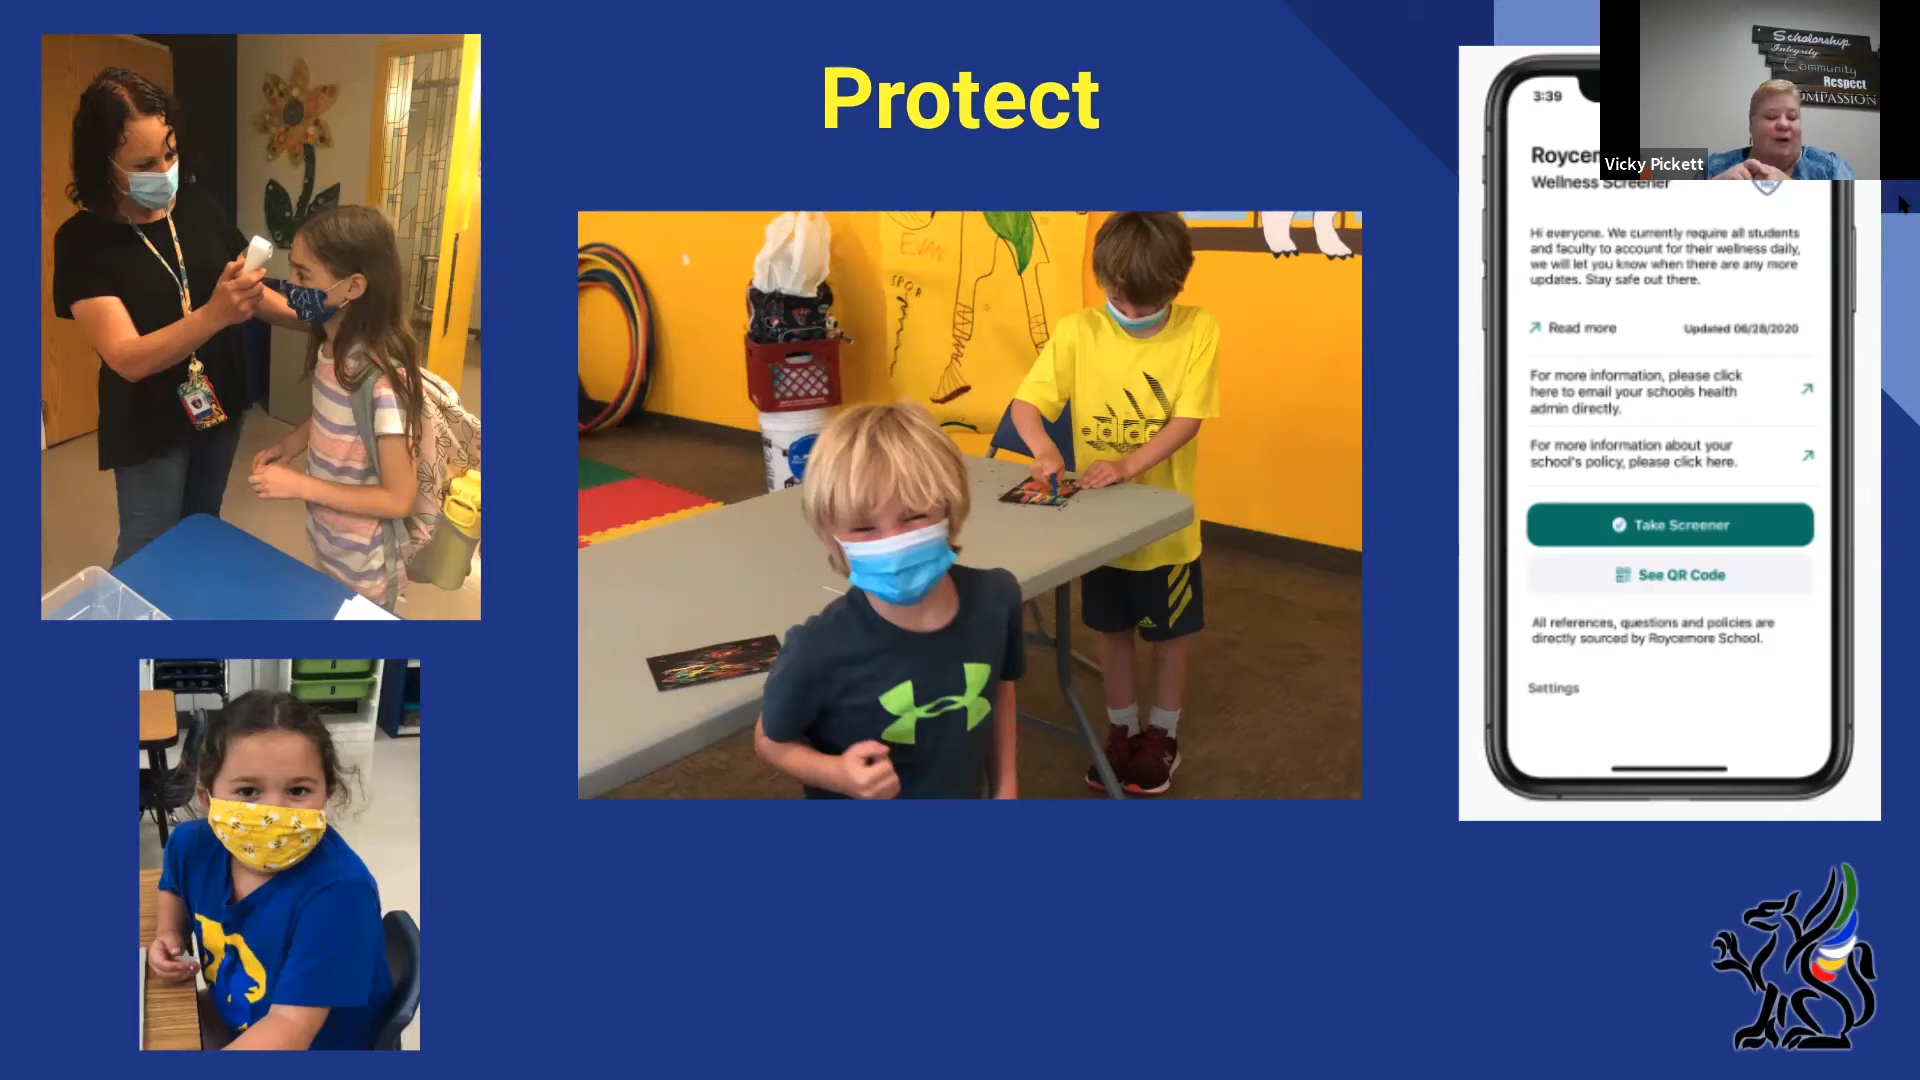 Protect
Scholarship
Integrity
Community
Respect
COMPASSION
Vicky Pickett
EVAN
SPQR
adidas
3:39
Wellness Screener
Hi everyone. We currently require all students
and faculty to account for their wellness daily,
we will let you know when there are any more
updates. Stay safe out there.
Read more
Updated 06/28/2020
For more information, please click
here to email your schools health
admin directly.
For more information about your
school's policy, please click here.
Take Screener
See QR Code
All references, questions and policies are
directly sourced by Roycemore School.
Settings